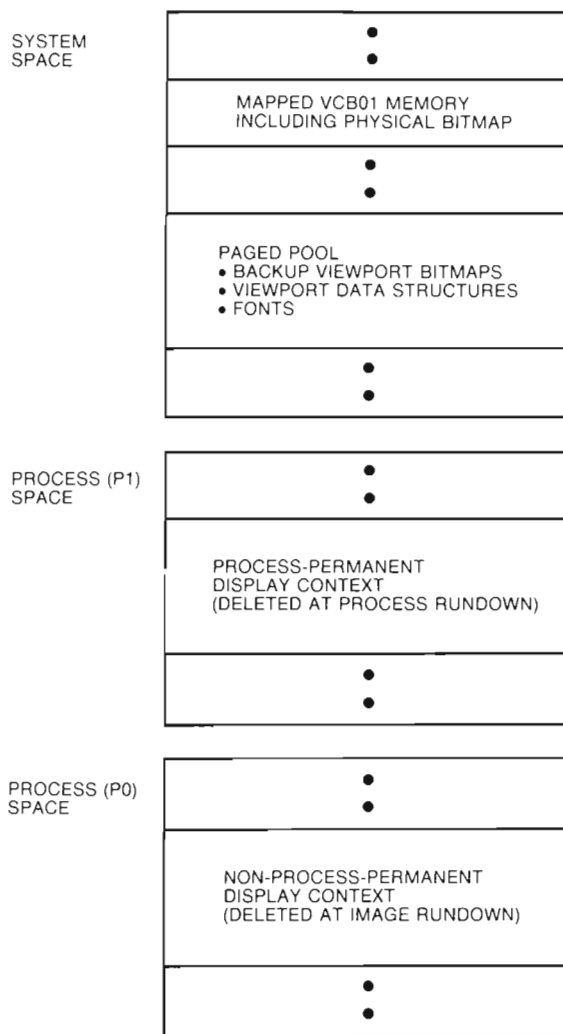 SYSTEM
SPACE
MAPPED VCB01 MEMORY
INCLUDING PHYSICAL BITMAP
PAGED POOL
• BACKUP VIEWPORT BITMAPS
• VIEWPORT DATA STRUCTURES
• FONTS
PROCESS (P1)
SPACE
PROCESS-PERMANENT
DISPLAY CONTEXT
(DELETED AT PROCESS RUNDOWN)
PROCESS (P0)
SPACE
NON-PROCESS-PERMANENT
DISPLAY CONTEXT
(DELETED AT IMAGE RUNDOWN)